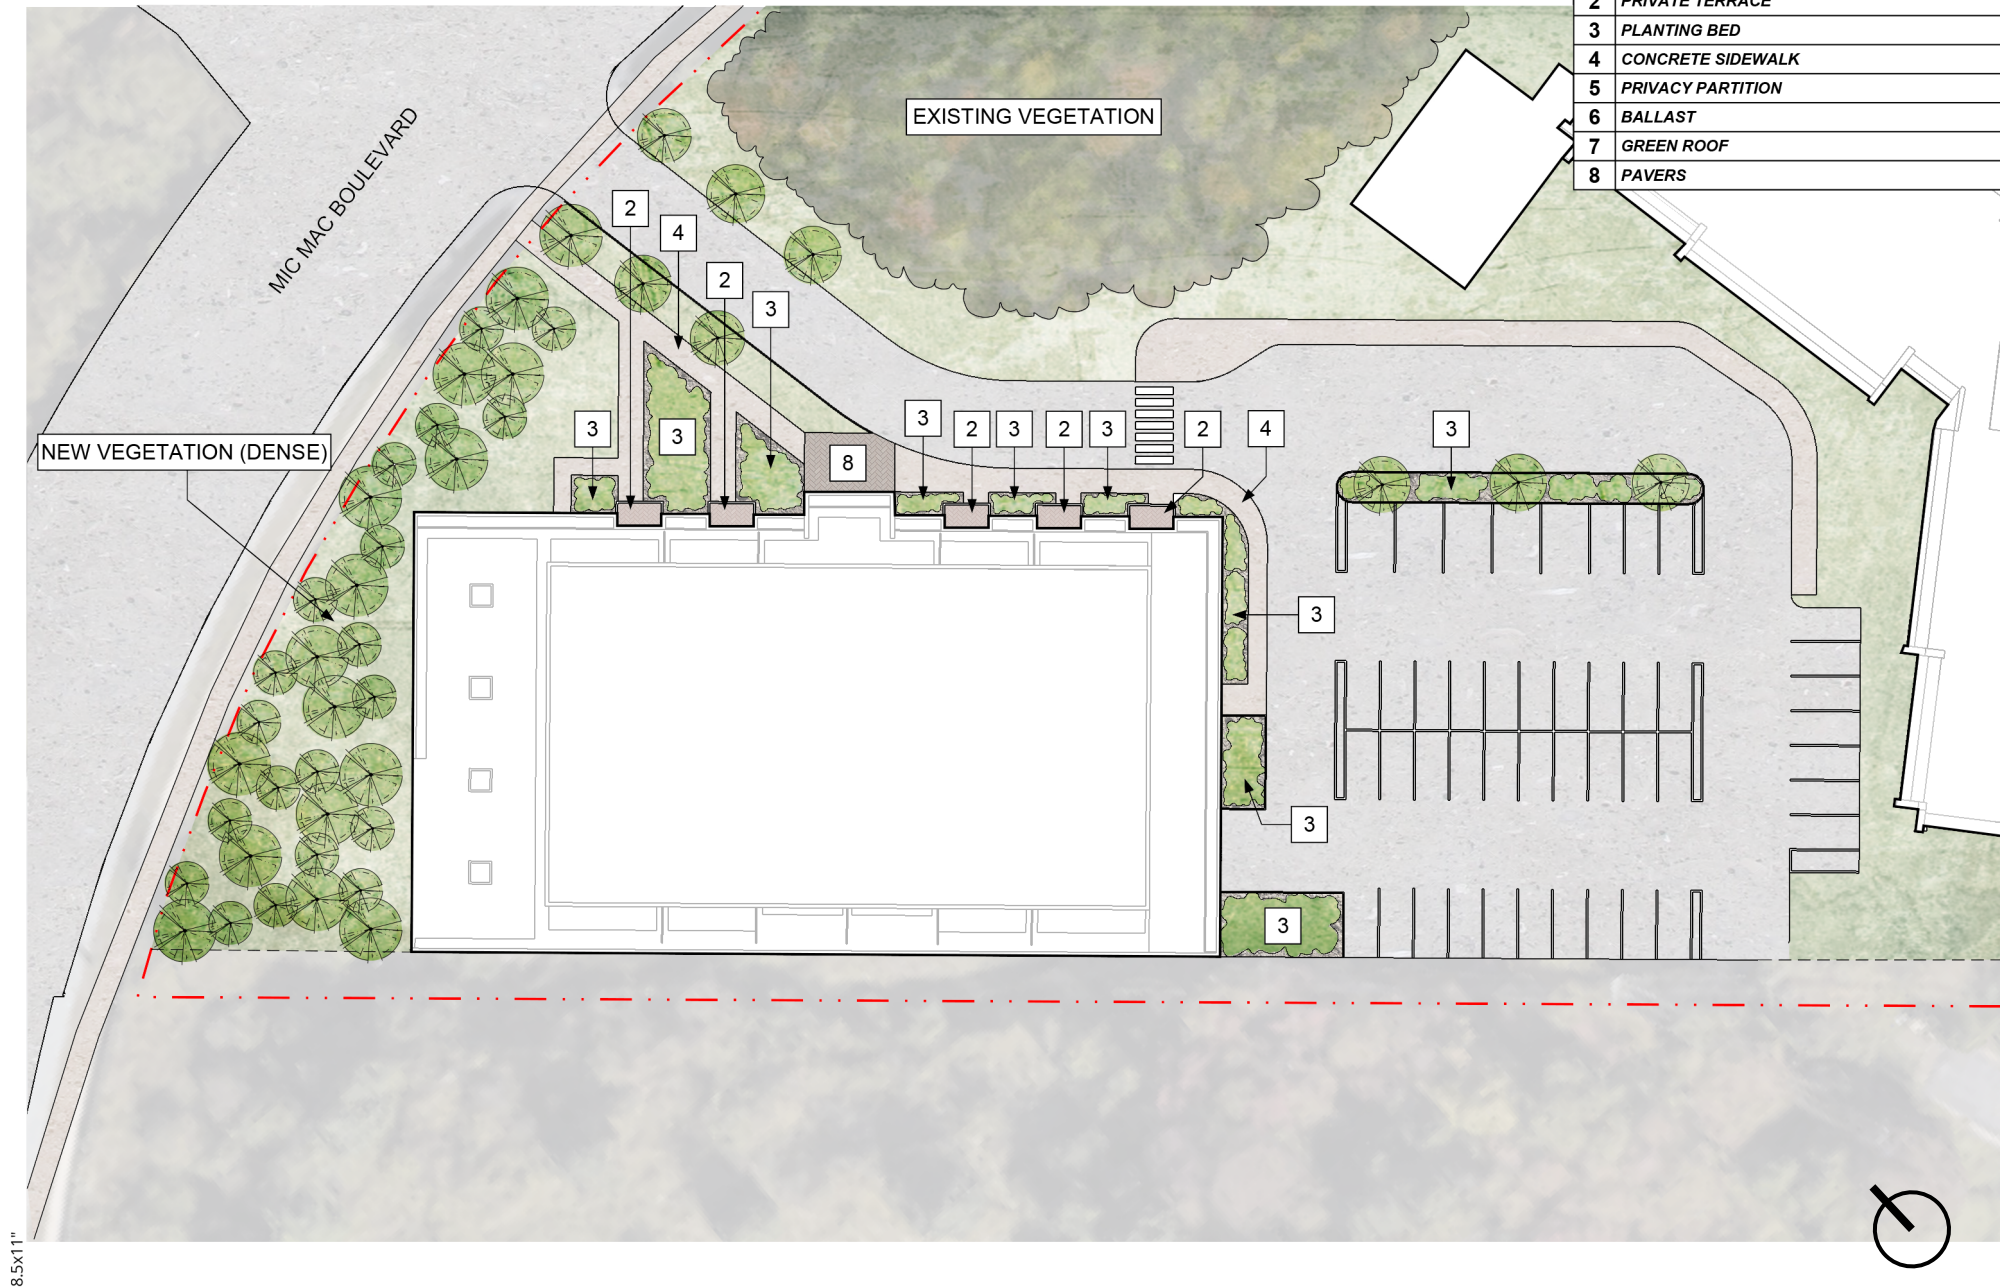 2 PRIVATE TERRACE
3 PLANTING BED
4 CONCRETE SIDEWALK
5 PRIVACY PARTITION
6 BALLAST
7 GREEN ROOF
8 PAVERS
EXISTING VEGETATION
MIC MAC BOULEVARD
2
4
2
3
NEW VEGETATION (DENSE)
3
3
8
3
2
3
2
3
2
4
3
3
3
3
8.5x11"